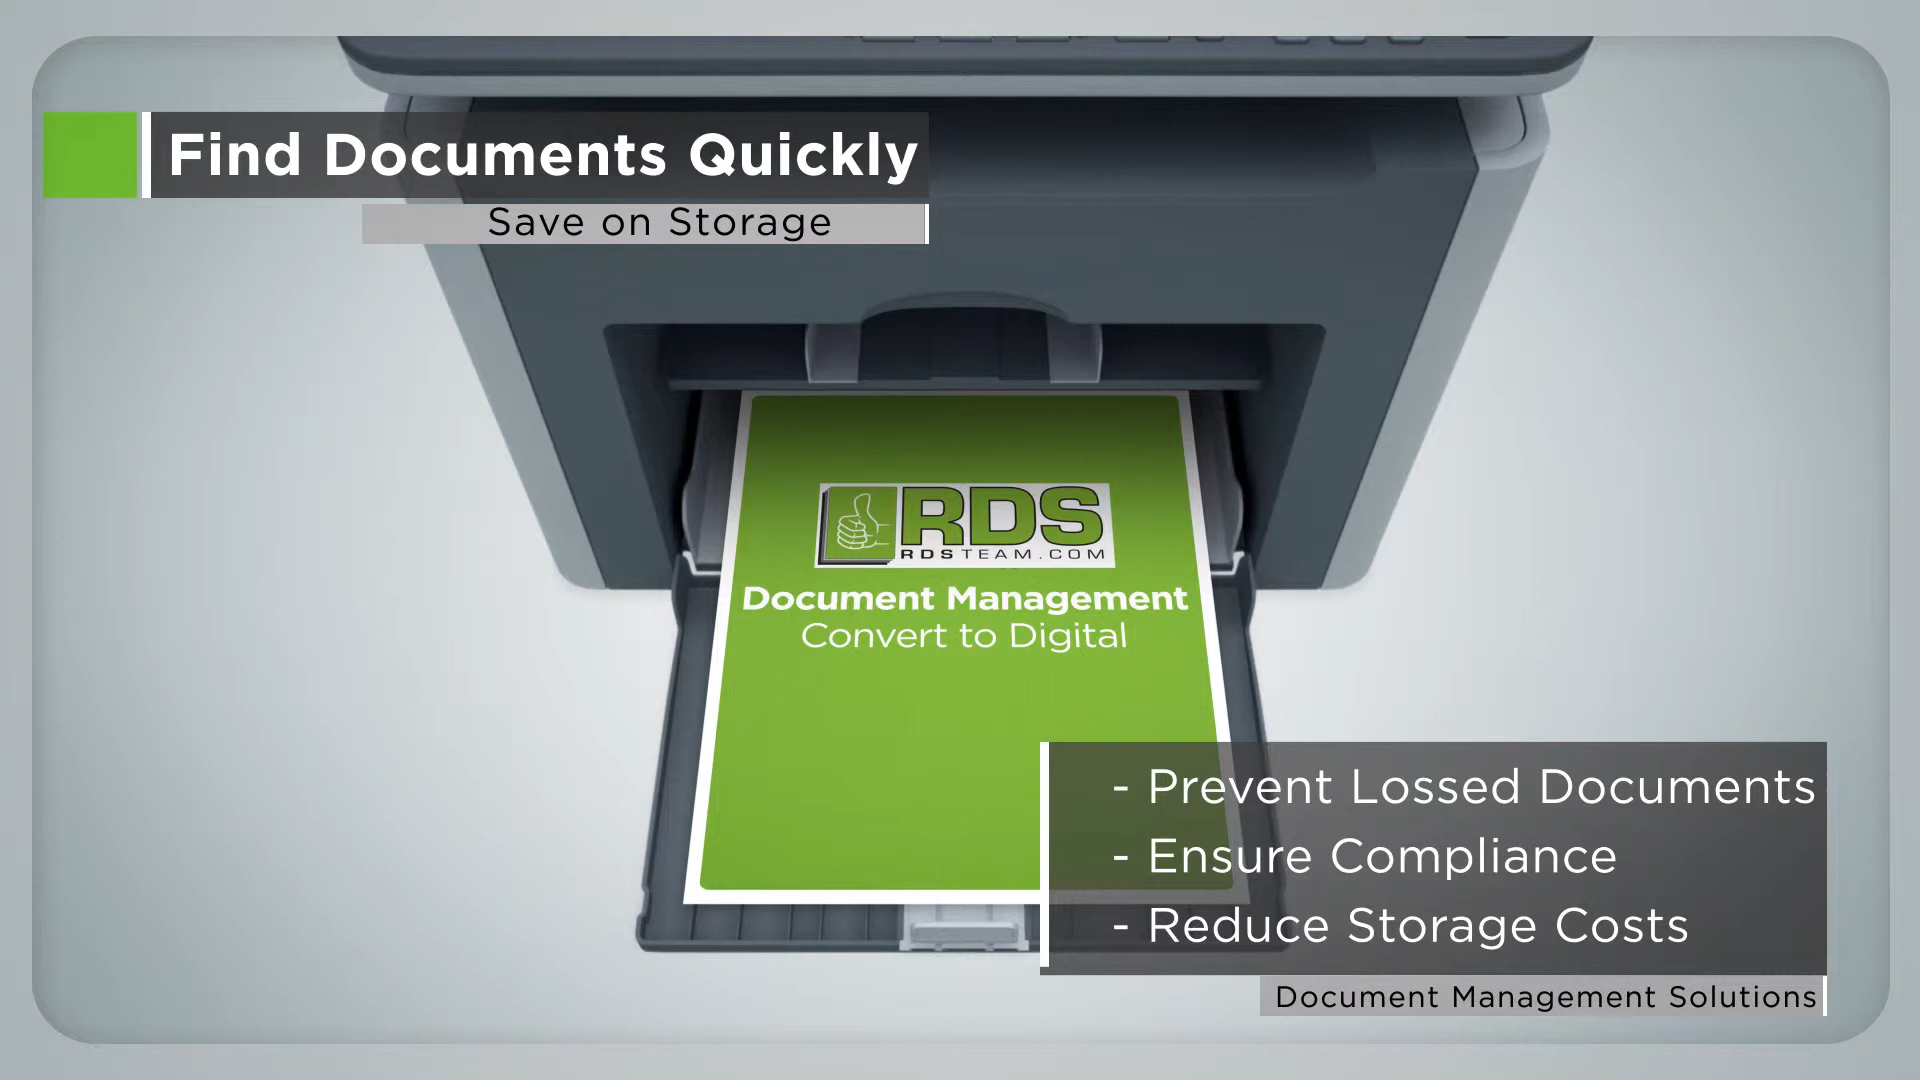 Find Documents Quickly
Save on Storage
RDS
RDSTEAM.COM
Document Management
Convert to Digital
- Prevent Lossed Documents
- Ensure Compliance
- Reduce Storage Costs
Document Management Solutions